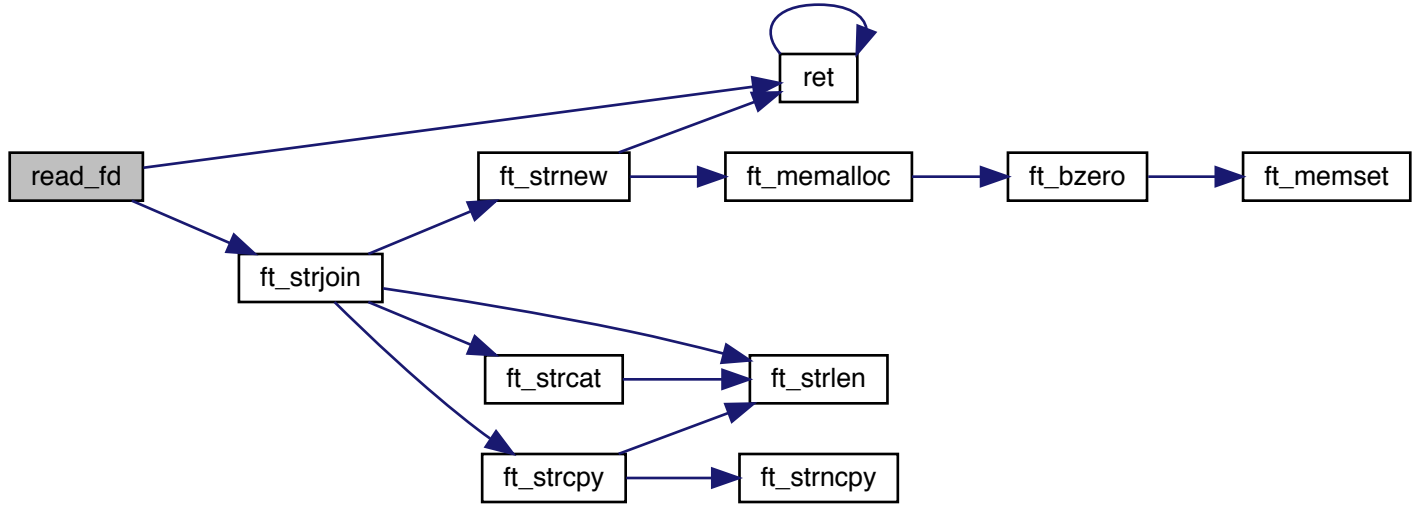 ret
read_fd
ft_strnew
ft_memalloc
ft_bzero
ft_memset
ft_strjoin
ft_strcat
ft_strlen
ft_strcpy
ft_strncpy